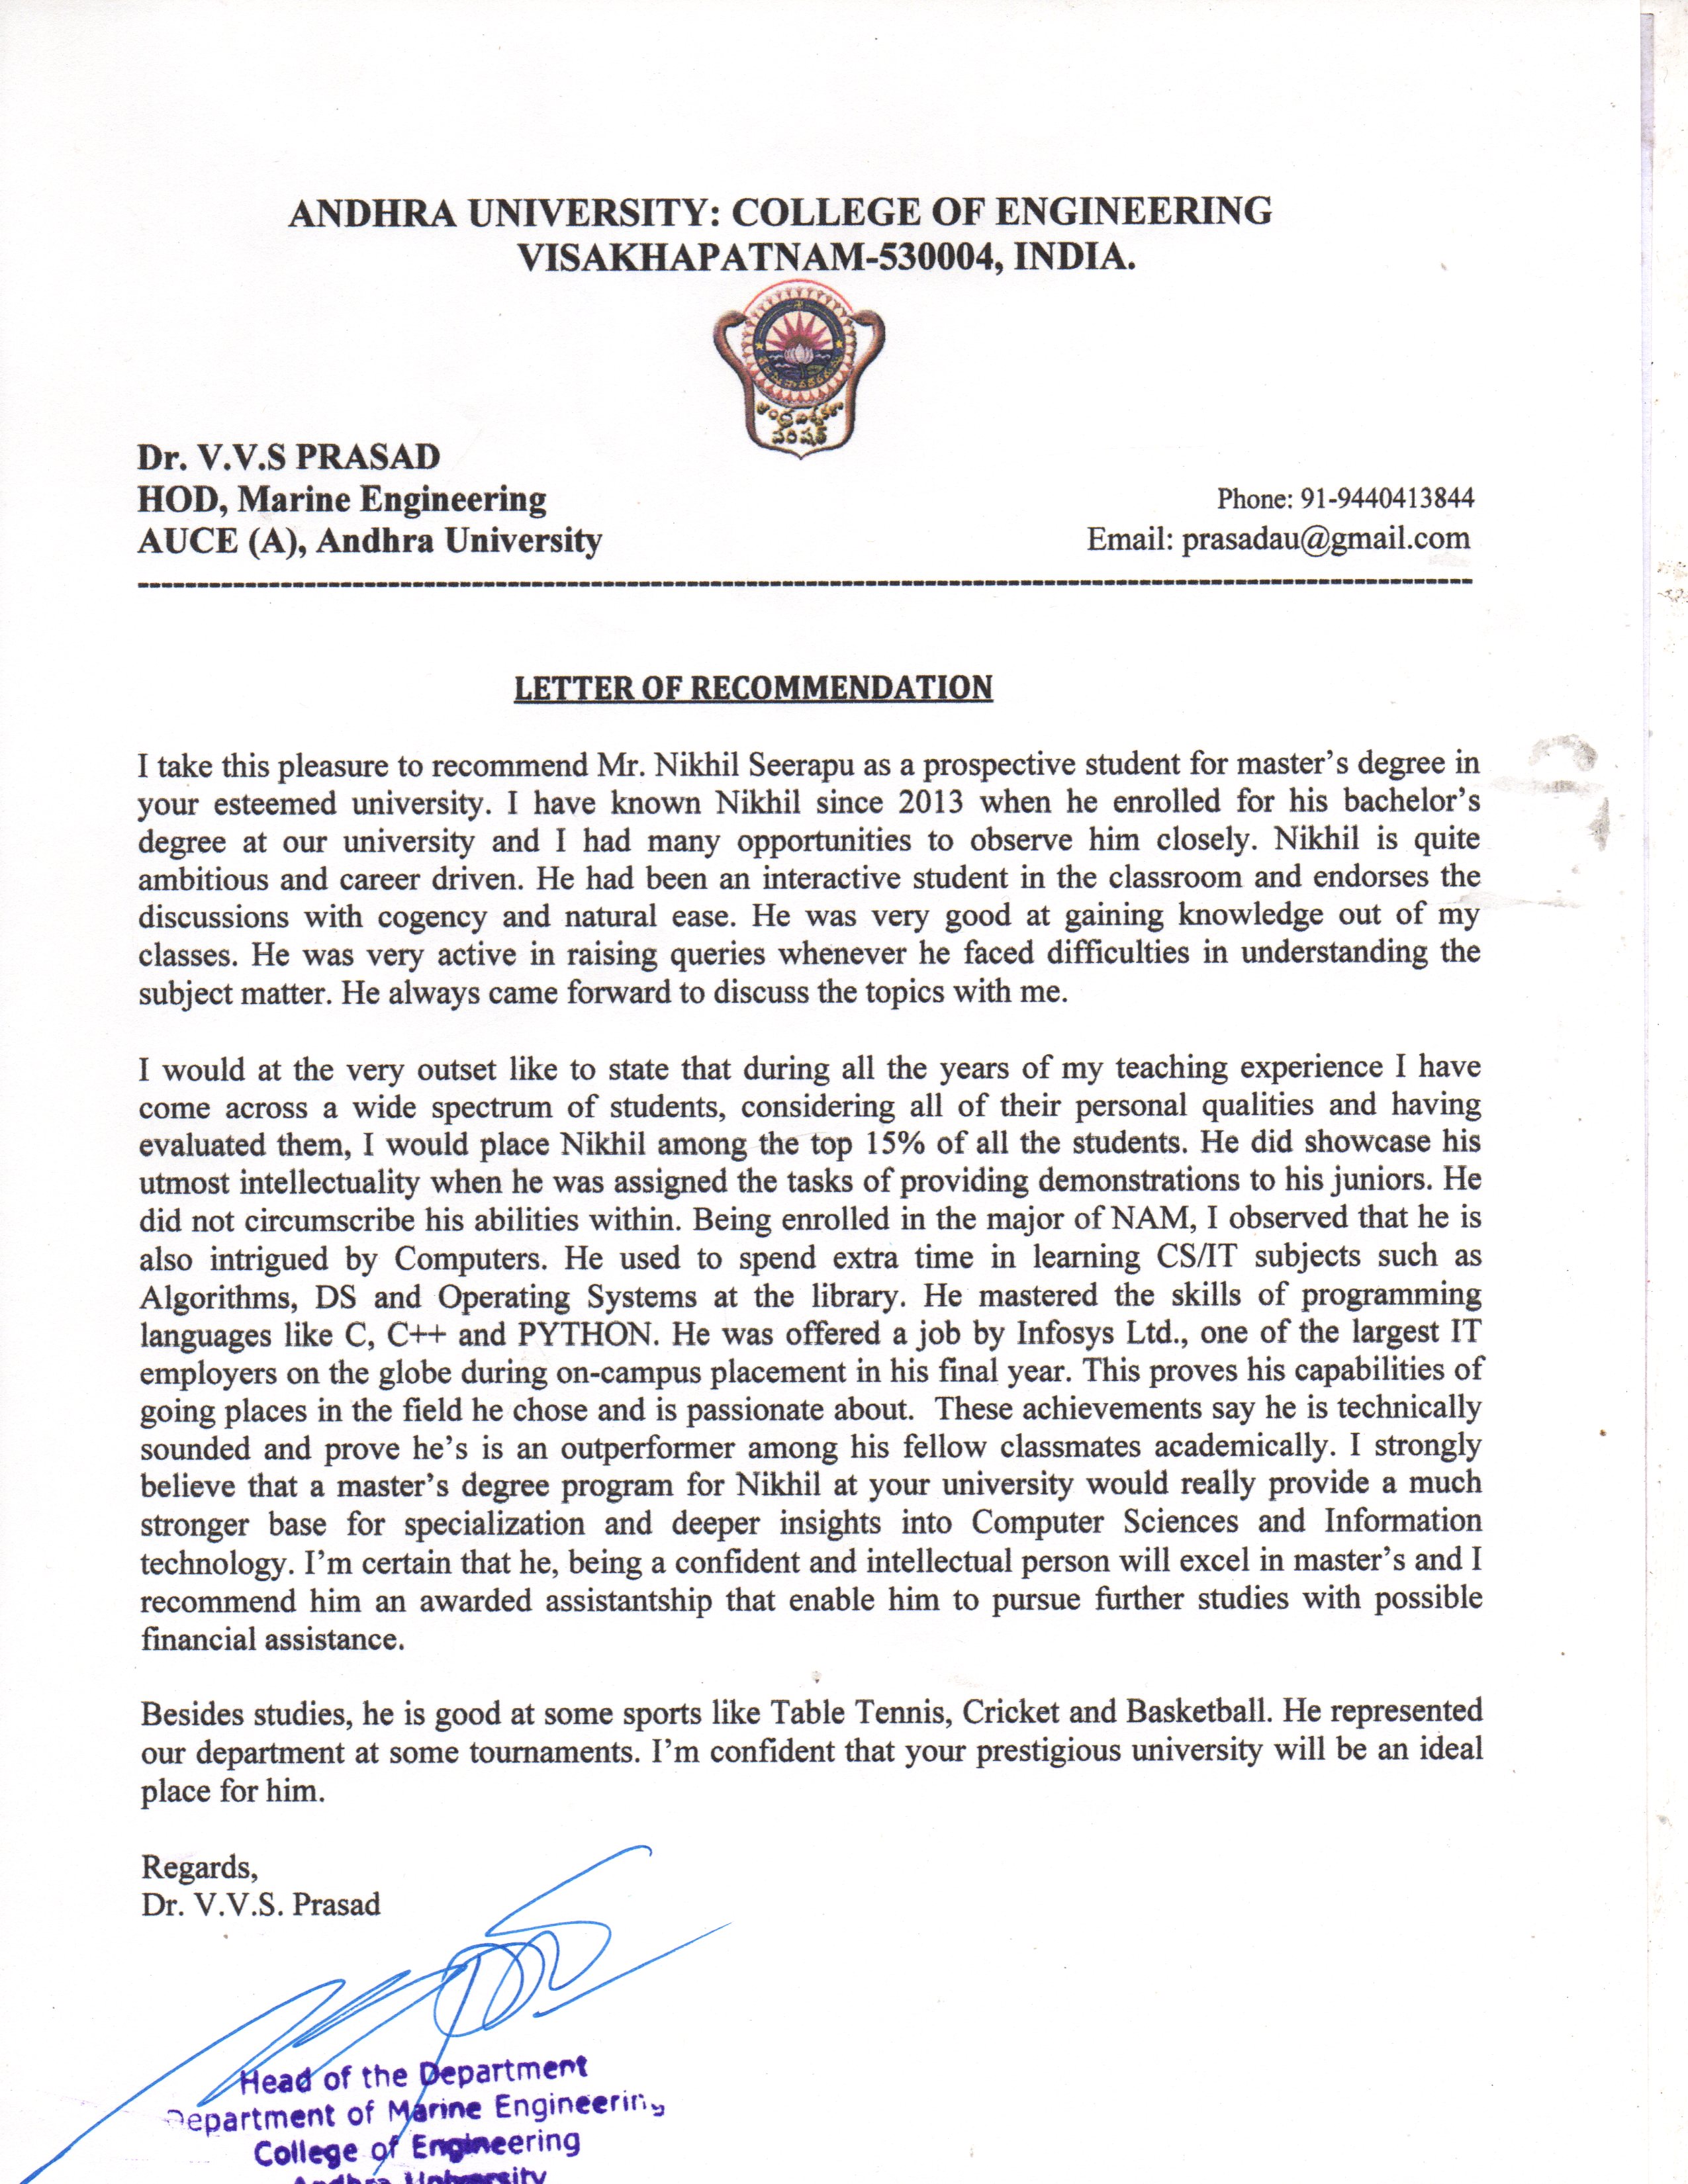 ANDHRA UNIVERSITY: COLLEGE OF ENGINEERING
VISAKHAPATNAM-530004, INDIA.
ఆంధ్ర విశ్వకళా
పరిషత్
Dr. V.V.S PRASAD
HOD, Marine Engineering
AUCE (A), Andhra University
Phone: 91-9440413844
Email: prasadau@gmail.com
LETTER OF RECOMMENDATION
I take this pleasure to recommend Mr. Nikhil Seerapu as a prospective student for master's degree in
your esteemed university. I have known Nikhil since 2013 when he enrolled for his bachelor's
degree at our university and I had many opportunities to observe him closely. Nikhil is quite
ambitious and career driven. He had been an interactive student in the classroom and endorses the
discussions with cogency and natural ease. He was very good at gaining knowledge out of my
classes. He was very active in raising queries whenever he faced difficulties in understanding the
subject matter. He always came forward to discuss the topics with me.
I would at the very outset like to state that during all the years of my teaching experience I have
come across a wide spectrum of students, considering all of their personal qualities and having
evaluated them, I would place Nikhil among the top 15% of all the students. He did showcase his
utmost intellectuality when he was assigned the tasks of providing demonstrations to his juniors. He
did not circumscribe his abilities within. Being enrolled in the major of NAM, I observed that he is
also intrigued by Computers. He used to spend extra time in learning CS/IT subjects such as
Algorithms, DS and Operating Systems at the library. He mastered the skills of programming
languages like C, C++ and PYTHON. He was offered a job by Infosys Ltd., one of the largest IT
employers on the globe during on-campus placement in his final year. This proves his capabilities of
going places in the field he chose and is passionate about. These achievements say he is technically
sounded and prove he's is an outperformer among his fellow classmates academically. I strongly
believe that a master's degree program for Nikhil at your university would really provide a much
stronger base for specialization and deeper insights into Computer Sciences and Information
technology. I'm certain that he, being a confident and intellectual person will excel in master's and I
recommend him an awarded assistantship that enable him to pursue further studies with possible
financial assistance.
Besides studies, he is good at some sports like Table Tennis, Cricket and Basketball. He represented
our department at some tournaments. I'm confident that your prestigious university will be an ideal
place for him.
Regards,
Dr. V.V.S. Prasad
Head of the Department
Department of Marine Engineering
College of Engineering
Andhra University